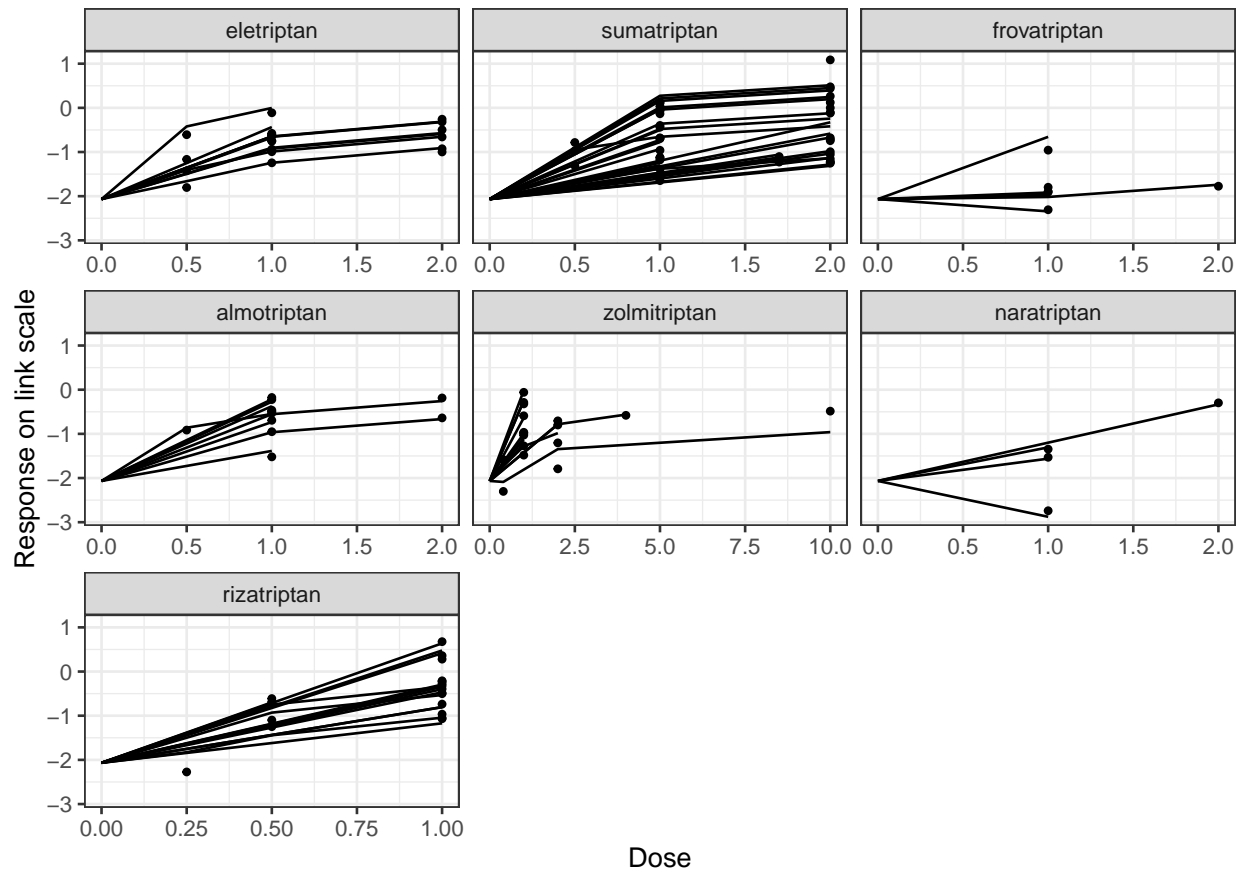 eletriptan sumatriptan frovatriptan
1
0
−1
−2
−3
0.0 0.5 1.0 1.5 2.0 0.0 0.5 1.0 1.5 2.0 0.0 0.5 1.0 1.5 2.0
almotriptan zolmitriptan naratriptan
1
0
−1
−2
−3
0.0 0.5 1.0 1.5 2.0 0.0 2.5 5.0 7.5 10.0 0.0 0.5 1.0 1.5 2.0
Response on link scale
rizatriptan
1
0
−1
−2
−3
0.00 0.25 0.50 0.75 1.00
Dose